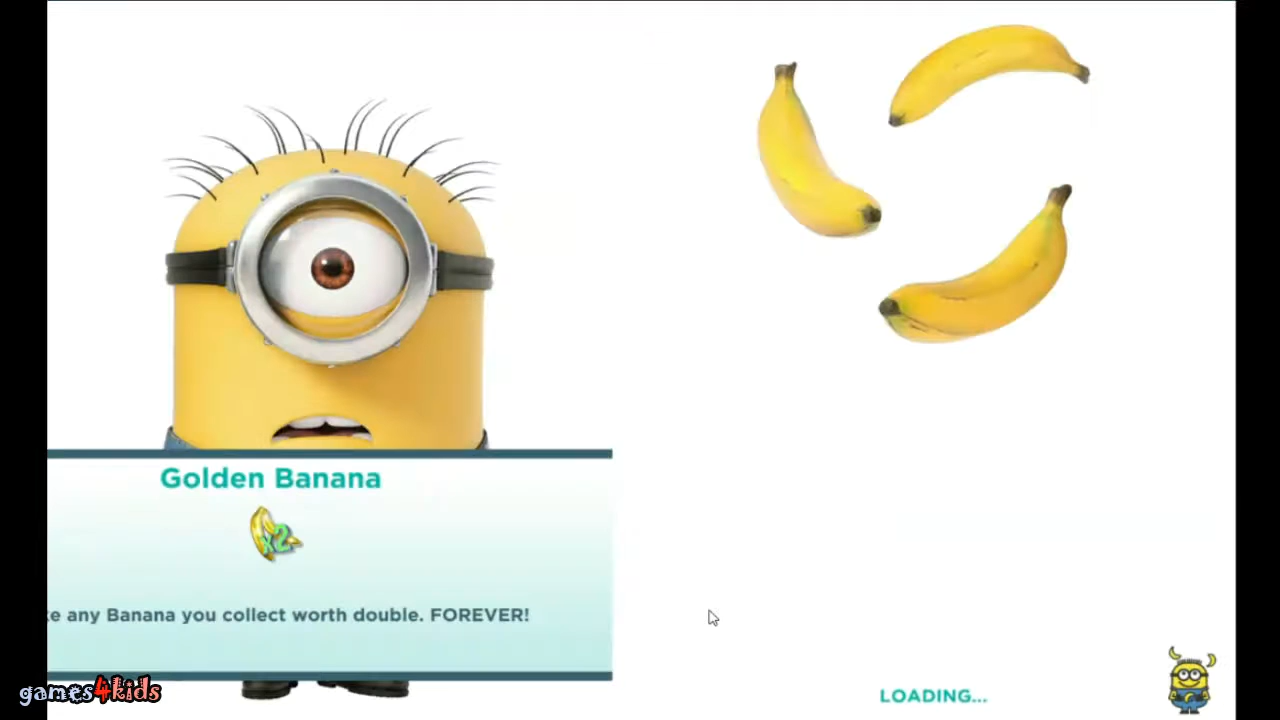 Golden Banana
x2
any Banana you collect worth double. FOREVER!
LOADING...
games4kids